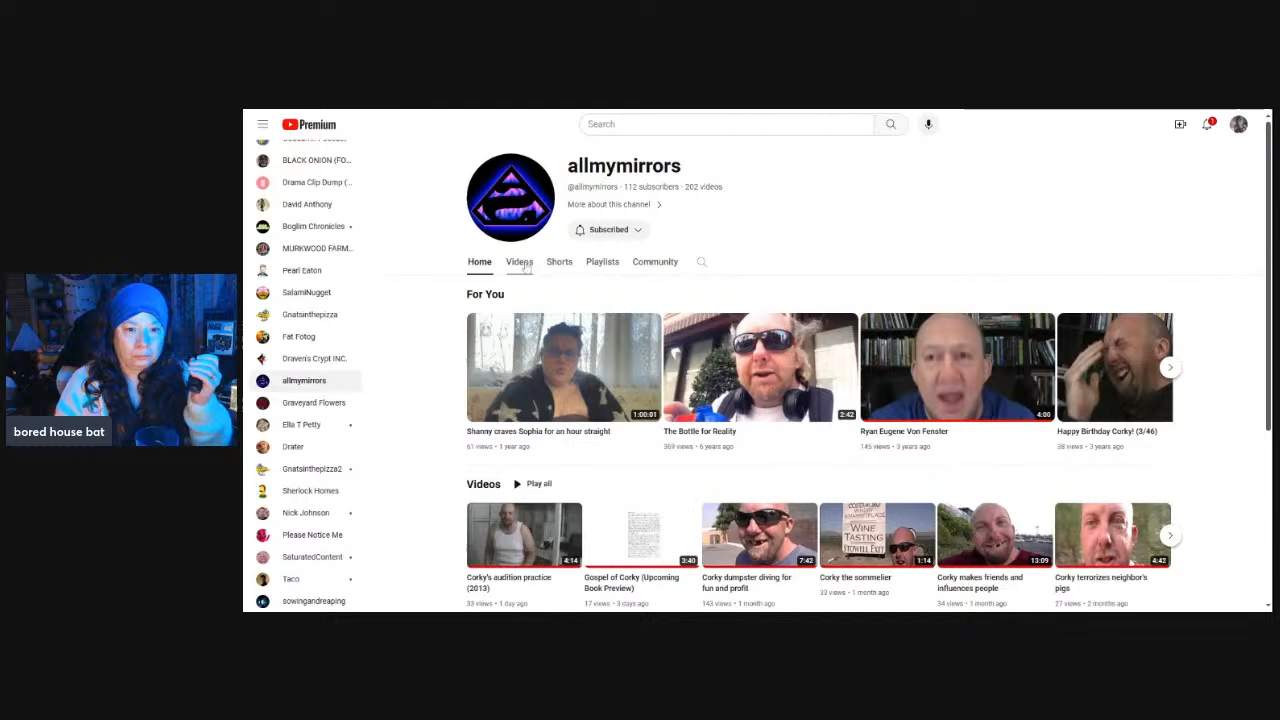 Premium
Search
1
BLACK ONION (FO...
Drama Clip Dump (...
David Anthony
Boglim Chronicles
MURKWOOD FARM...
Pearl Eaton
SalamiNugget
Gnatsinthepizza
Fat Fotog
Draven's Crypt INC.
allmymirrors
Graveyard Flowers
Ella T Petty
Drater
Gnatsinthepizza2
Sherlock Homes
Nick Johnson
Please Notice Me
SaturatedContent
Taco
sowingandreaping
allmymirrors
@allmymirrors · 112 subscribers · 202 videos
More about this channel
Subscribed
Home Videos Shorts Playlists Community
For You
1:00:01
Shanny craves Sophia for an hour straight
61 views • 1 year ago
2:42
The Bottle for Reality
369 views • 6 years ago
4:00
Ryan Eugene Von Fenster
145 views • 3 years ago
Happy Birthday Corky! (3/46)
38 views • 3 years ago
Videos Play all
4:14
Corky's audition practice
(2013)
33 views • 1 day ago
3:40
Gospel of Corky (Upcoming
Book Preview)
17 views • 3 days ago
7:42
Corky dumpster diving for
fun and profit
143 views • 1 month ago
WINE
TASTING
STOWELL EXIT
1:14
Corky the sommelier
33 views • 1 month ago
13:09
Corky makes friends and
influences people
34 views • 1 month ago
4:42
Corky terrorizes neighbor's
pigs
27 views • 2 months ago
bored house bat